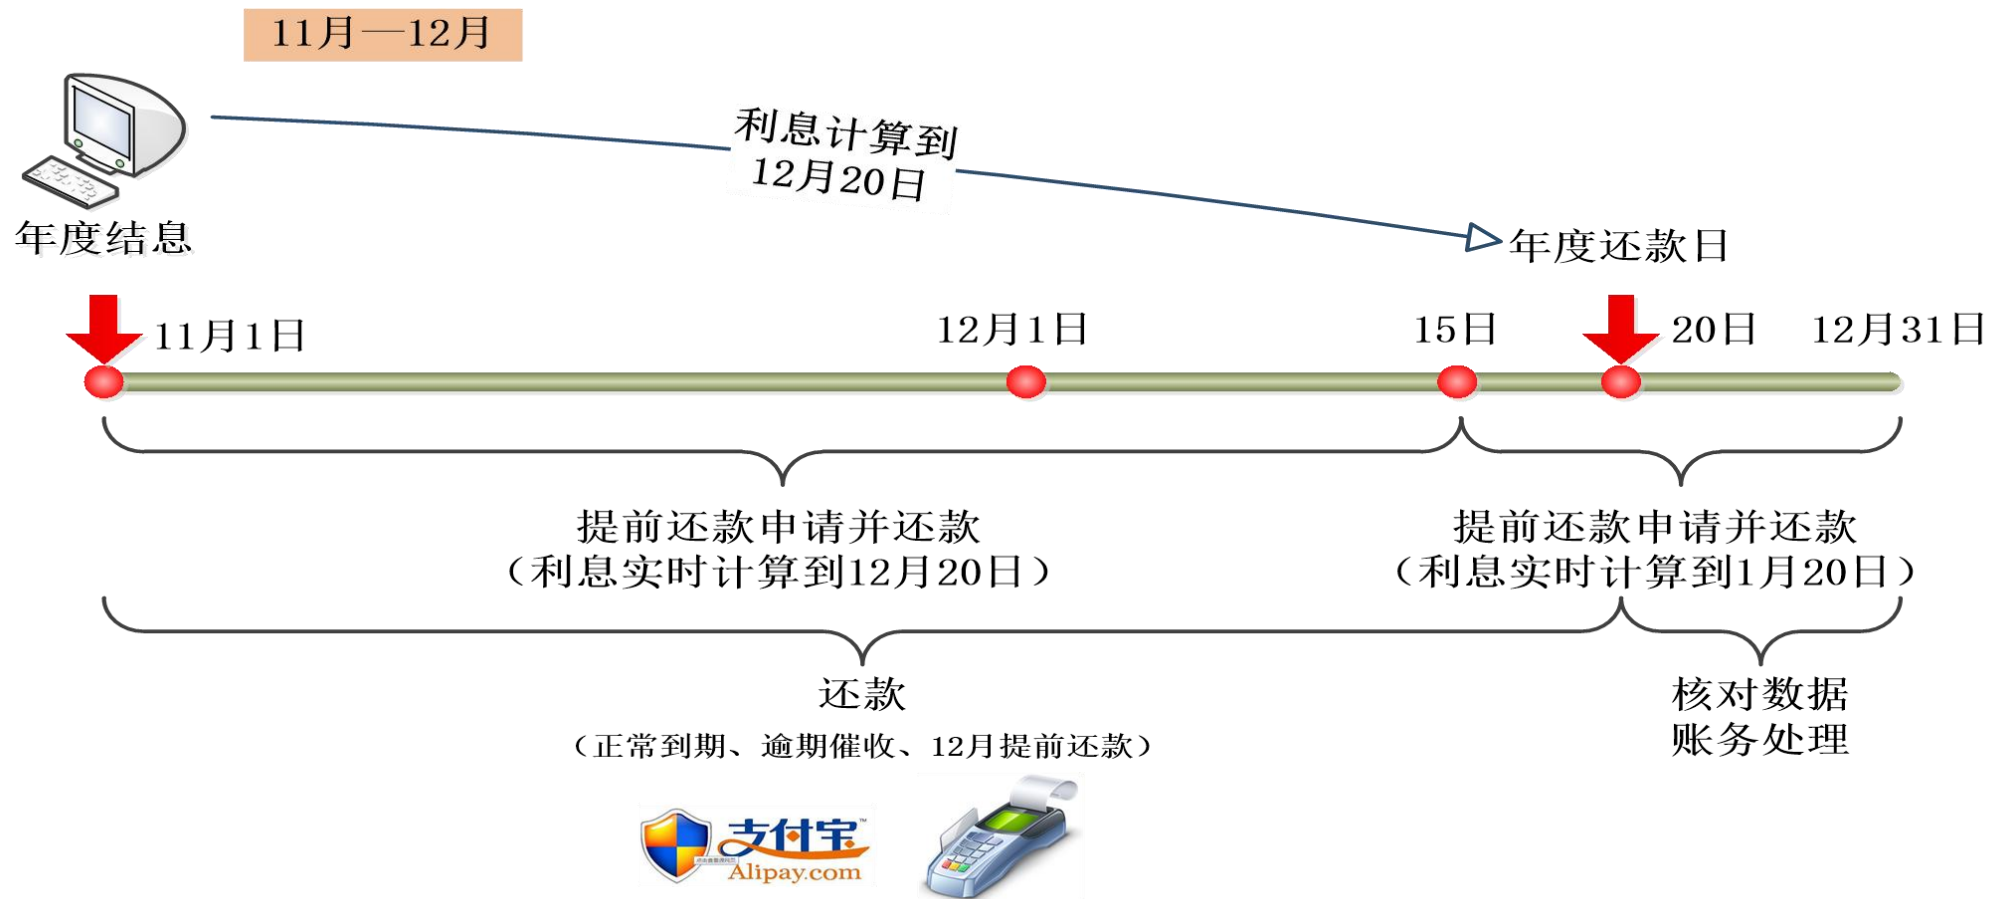 11月—12月
利息计算到
12月20日
年度结息
年度还款日
11月1日
12月1日
15日
20日
12月31日
提前还款申请并还款
（利息实时计算到12月20日）
提前还款申请并还款
（利息实时计算到1月20日）
还款
（正常到期、逾期催收、12月提前还款）
核对数据
账务处理
支付宝™
Alipay.com